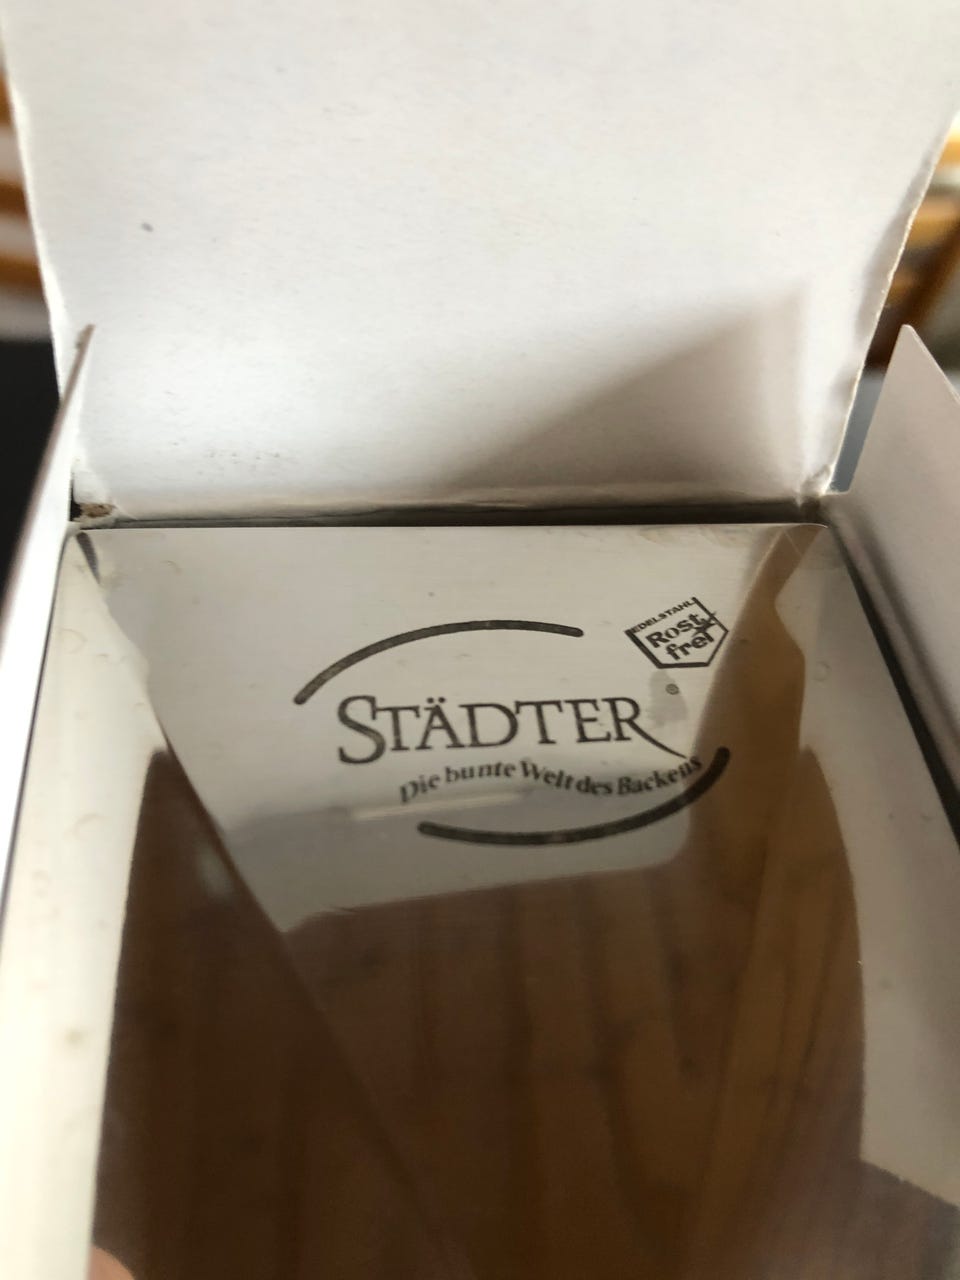 EDELSTAHL
Rost
frei
STÄDTER®
Die bunte Welt des Backens